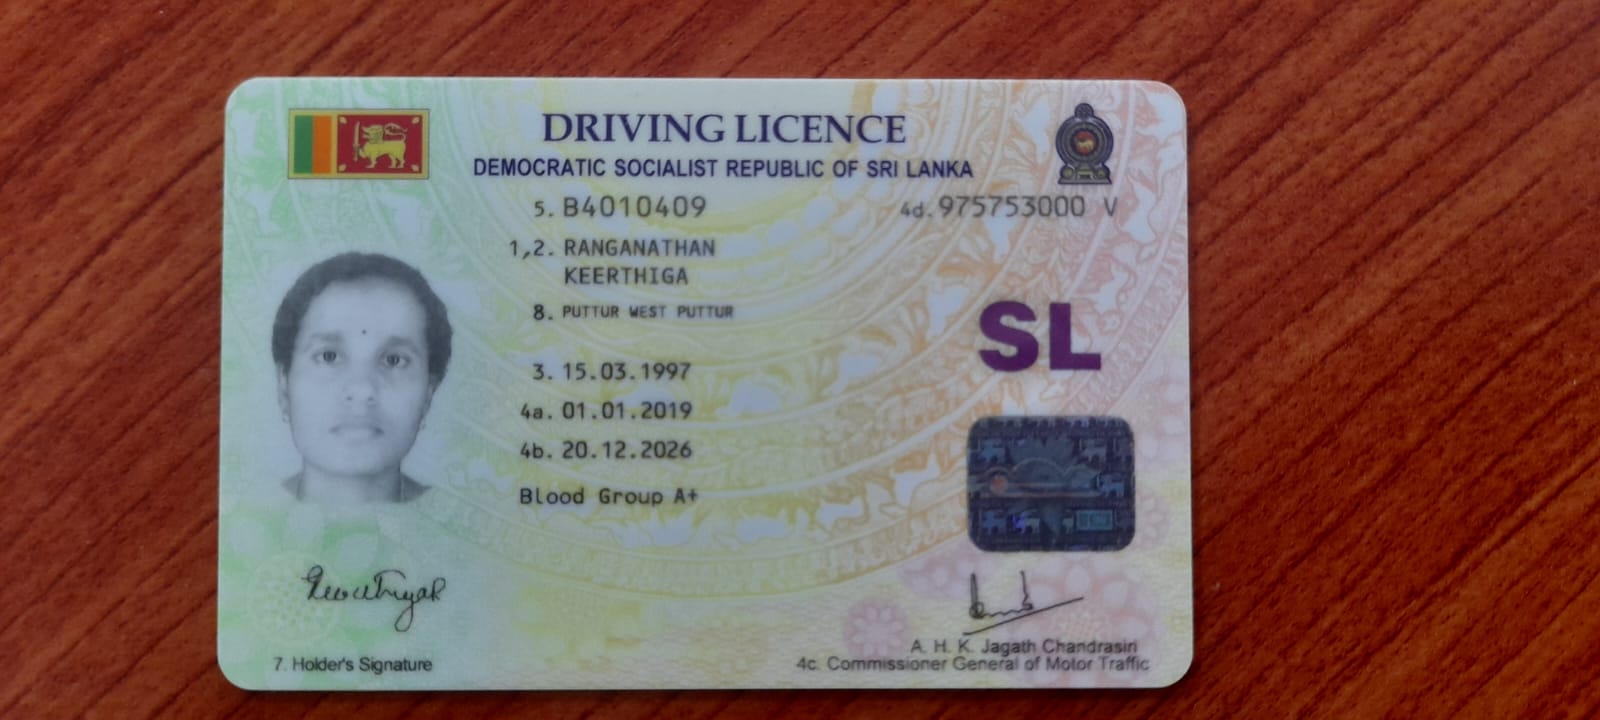 DRIVING LICENCE
DEMOCRATIC SOCIALIST REPUBLIC OF SRI LANKA
5. B4010409 4d. 975753000 V
1,2. RANGANATHAN
KEERTHIGA
8. PUTTUR WEST PUTTUR
SL
3. 15.03.1997
4a. 01.01.2019
4b. 20.12.2026
Blood Group A+
A. H. K. Jagath Chandrasiri
7. Holder's Signature 4c. Commissioner General of Motor Traffic